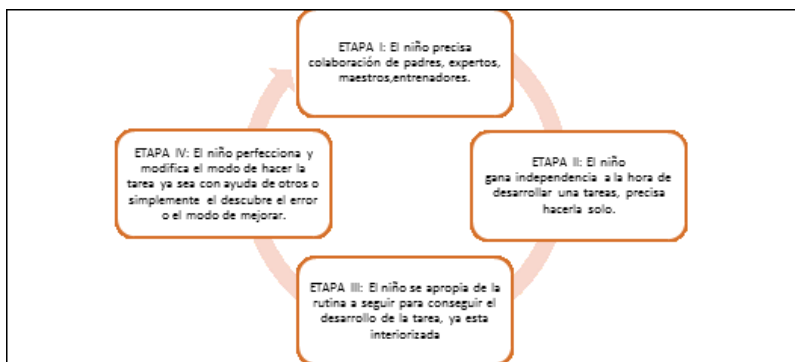 ETAPA I: El niño precisa
colaboración de padres, expertos,
maestros,entrenadores.
ETAPA II: El niño
gana independencia a la hora de
desarrollar una tareas, precisa
hacerla solo.
ETAPA III: El niño se apropia de la
rutina a seguir para conseguir el
desarrollo de la tarea, ya esta
interiorizada
ETAPA IV: El niño perfecciona y
modifica el modo de hacer la
tarea ya sea con ayuda de otros o
simplemente el descubre el error
o el modo de mejorar.